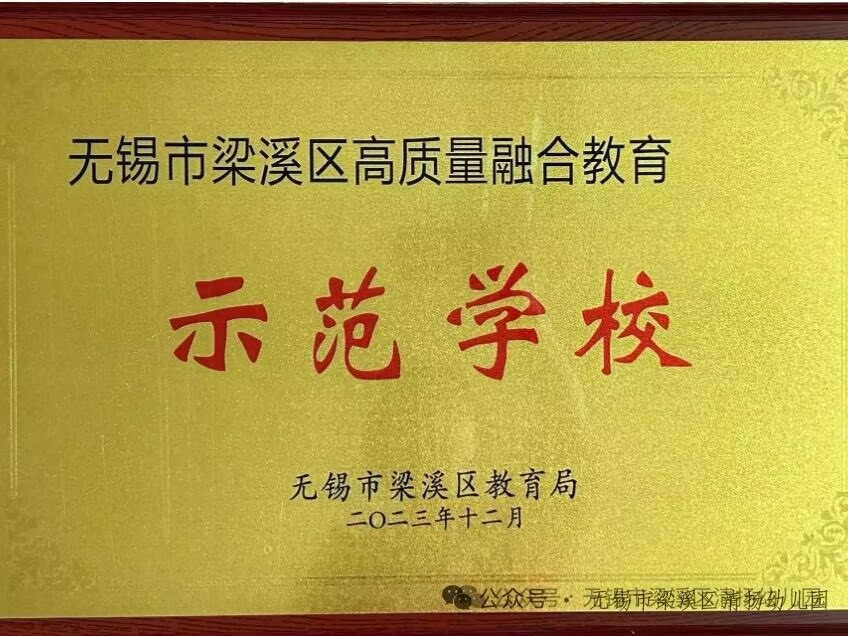 无锡市梁溪区高质量融合教育
示范学校
无锡市梁溪区教育局
二〇二三年十二月
公众号 · 无锡市梁溪区清扬幼儿园